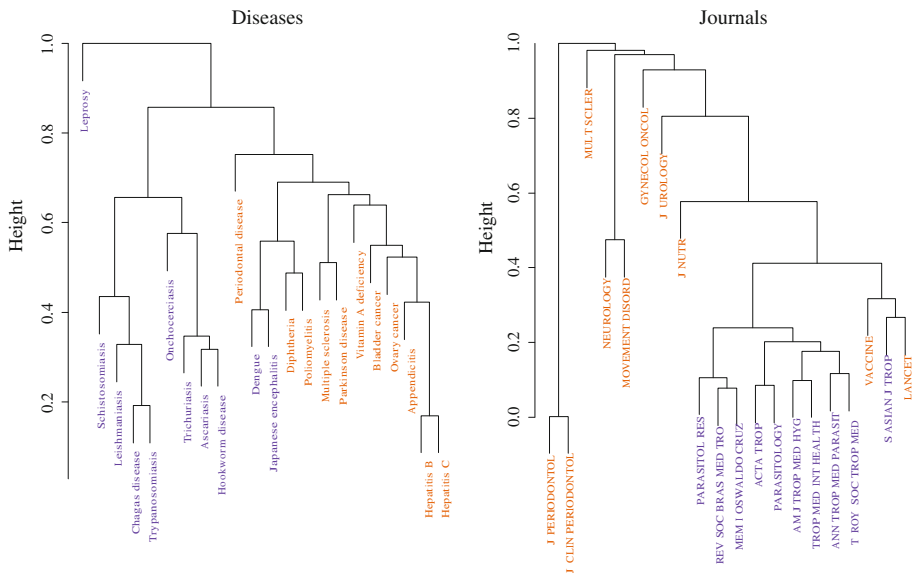 Diseases
Height
1.0
0.8
0.6
0.4
0.2
Leprosy
Schistosomiasis
Leishmaniasis
Chagas disease
Trypanosomiasis
Onchocerciasis
Trichuriasis
Ascariasis
Hookworm disease
Periodontal disease
Dengue
Japanese encephalitis
Diphtheria
Poliomyelitis
Multiple sclerosis
Parkinson disease
Vitamin A deficiency
Bladder cancer
Ovary cancer
Appendicitis
Hepatitis B
Hepatitis C
Journals
Height
1.0
0.8
0.6
0.4
0.2
0.0
J PERIODONTOL
J CLIN PERIODONTOL
MULT SCLER
NEUROLOGY
MOVEMENT DISORD
GYNECOL ONCOL
J UROLOGY
J NUTR
PARASITOL RES
REV SOC BRAS MED TRO
MEM I OSWALDO CRUZ
ACTA TROP
PARASITOLOGY
AM J TROP MED HYG
TROP MED INT HEALTH
ANN TROP MED PARASIT
T ROY SOC TROP MED
VACCINE
S ASIAN J TROP
LANCET